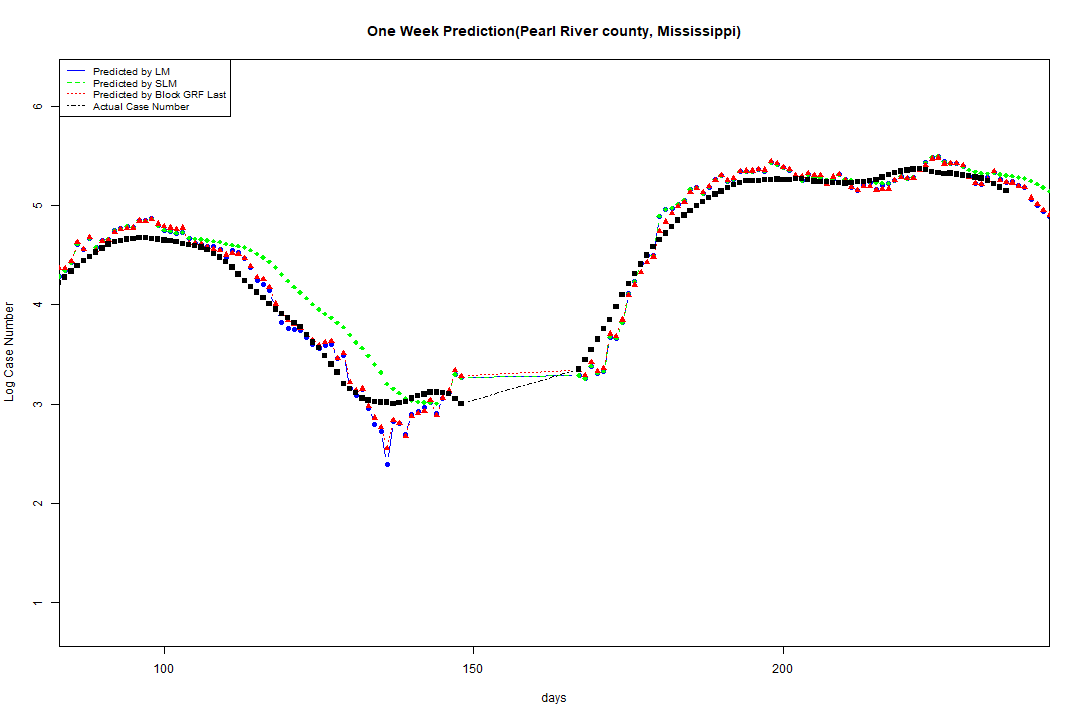 One Week Prediction(Pearl River county, Mississippi)
Predicted by LM
Predicted by SLM
Predicted by Block GRF Last
Actual Case Number
6
5
4
3
2
1
Log Case Number
100 150 200
days